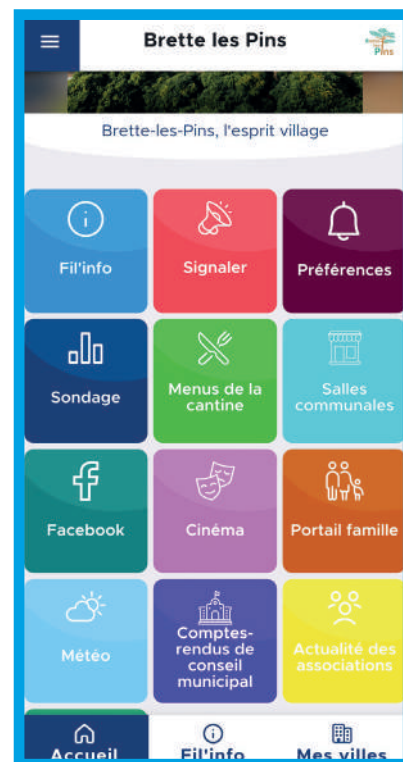 Brette les Pins
Pins
Brette-les-Pins, l'esprit village
Fil'info
Signaler
Préférences
Sondage
Menus de la
cantine
Salles
communales
Facebook
Cinéma
Portail famille
Météo
Comptes-
rendus de
conseil
municipal
Actualité des
associations
Accueil
Fil'info
Mes villes